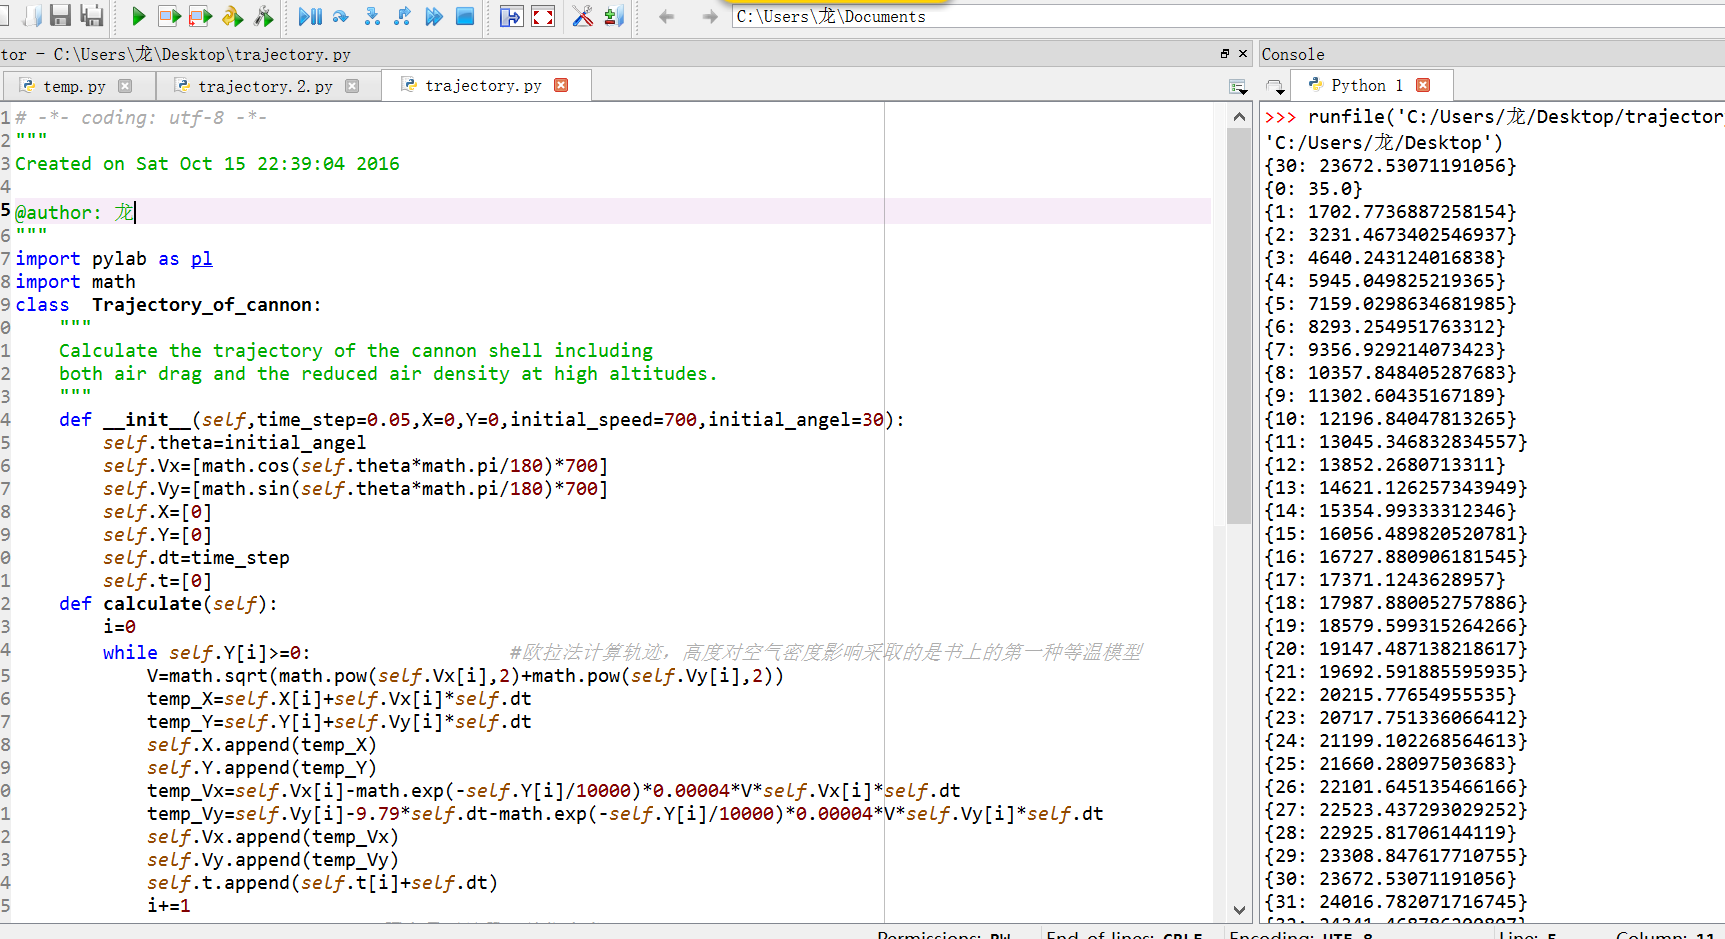 C:\Users\龙\Documents
tor - C:\Users\龙\Desktop\trajectory.py
temp.py
trajectory.2.py
trajectory.py
1 # -*- coding: utf-8 -*-
2 """
3 Created on Sat Oct 15 22:39:04 2016
4
5 @author: 龙
6 """
7 import pylab as pl
8 import math
9 class  Trajectory_of_cannon:
0     """
1     Calculate the trajectory of the cannon shell including
2     both air drag and the reduced air density at high altitudes.
3     """
4     def __init__(self,time_step=0.05,X=0,Y=0,initial_speed=700,initial_angel=30):
5         self.theta=initial_angel
6         self.Vx=[math.cos(self.theta*math.pi/180)*700]
7         self.Vy=[math.sin(self.theta*math.pi/180)*700]
8         self.X=[0]
9         self.Y=[0]
0         self.dt=time_step
1         self.t=[0]
2     def calculate(self):
3         i=0
4         while self.Y[i]>=0:                  #欧拉法计算轨迹，高度对空气密度影响采取的是书上的第一种等温模型
5             V=math.sqrt(math.pow(self.Vx[i],2)+math.pow(self.Vy[i],2))
6             temp_X=self.X[i]+self.Vx[i]*self.dt
7             temp_Y=self.Y[i]+self.Vy[i]*self.dt
8             self.X.append(temp_X)
9             self.Y.append(temp_Y)
0             temp_Vx=self.Vx[i]-math.exp(-self.Y[i]/10000)*0.00004*V*self.Vx[i]*self.dt
1             temp_Vy=self.Vy[i]-9.79*self.dt-math.exp(-self.Y[i]/10000)*0.00004*V*self.Vy[i]*self.dt
2             self.Vx.append(temp_Vx)
3             self.Vy.append(temp_Vy)
4             self.t.append(self.t[i]+self.dt)
5             i+=1
Console
Python 1
>>> runfile('C:/Users/龙/Desktop/trajector
'C:/Users/龙/Desktop')
{30: 23672.53071191056}
{0: 35.0}
{1: 1702.7736887258154}
{2: 3231.4673402546937}
{3: 4640.243124016838}
{4: 5945.049825219365}
{5: 7159.0298634681985}
{6: 8293.254951763312}
{7: 9356.929214073423}
{8: 10357.848405287683}
{9: 11302.60435167189}
{10: 12196.84047813265}
{11: 13045.346832834557}
{12: 13852.2680713311}
{13: 14621.126257343949}
{14: 15354.99333312346}
{15: 16056.489820520781}
{16: 16727.880906181545}
{17: 17371.1243628957}
{18: 17987.880052757886}
{19: 18579.599315264266}
{20: 19147.487138218617}
{21: 19692.591885595935}
{22: 20215.77654955535}
{23: 20717.751336066412}
{24: 21199.102268564613}
{25: 21660.28097503683}
{26: 22101.645135466166}
{27: 22523.437293029252}
{28: 22925.81706144119}
{29: 23308.847617710755}
{30: 23672.53071191056}
{31: 24016.782071716745}
{32: 24341.468786200807}
Permissions: RW  End-of-lines: CRLF  Encoding: UTF-8  Line: 5  Column: 11